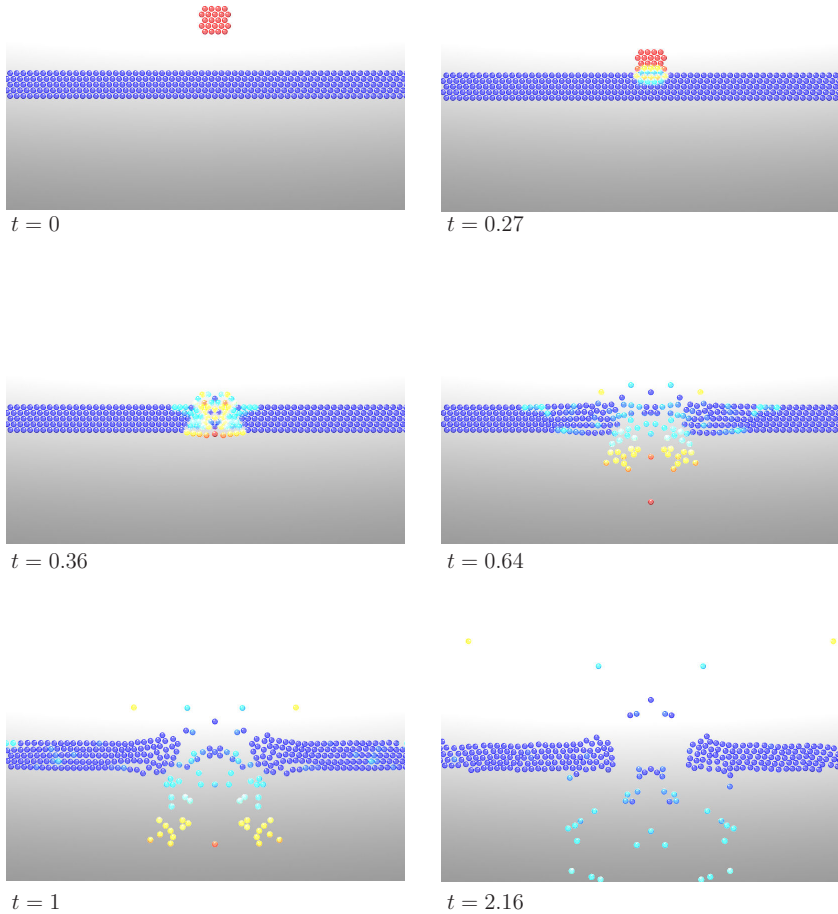 t = 0
t = 0.27
t = 0.36
t = 0.64
t = 1
t = 2.16